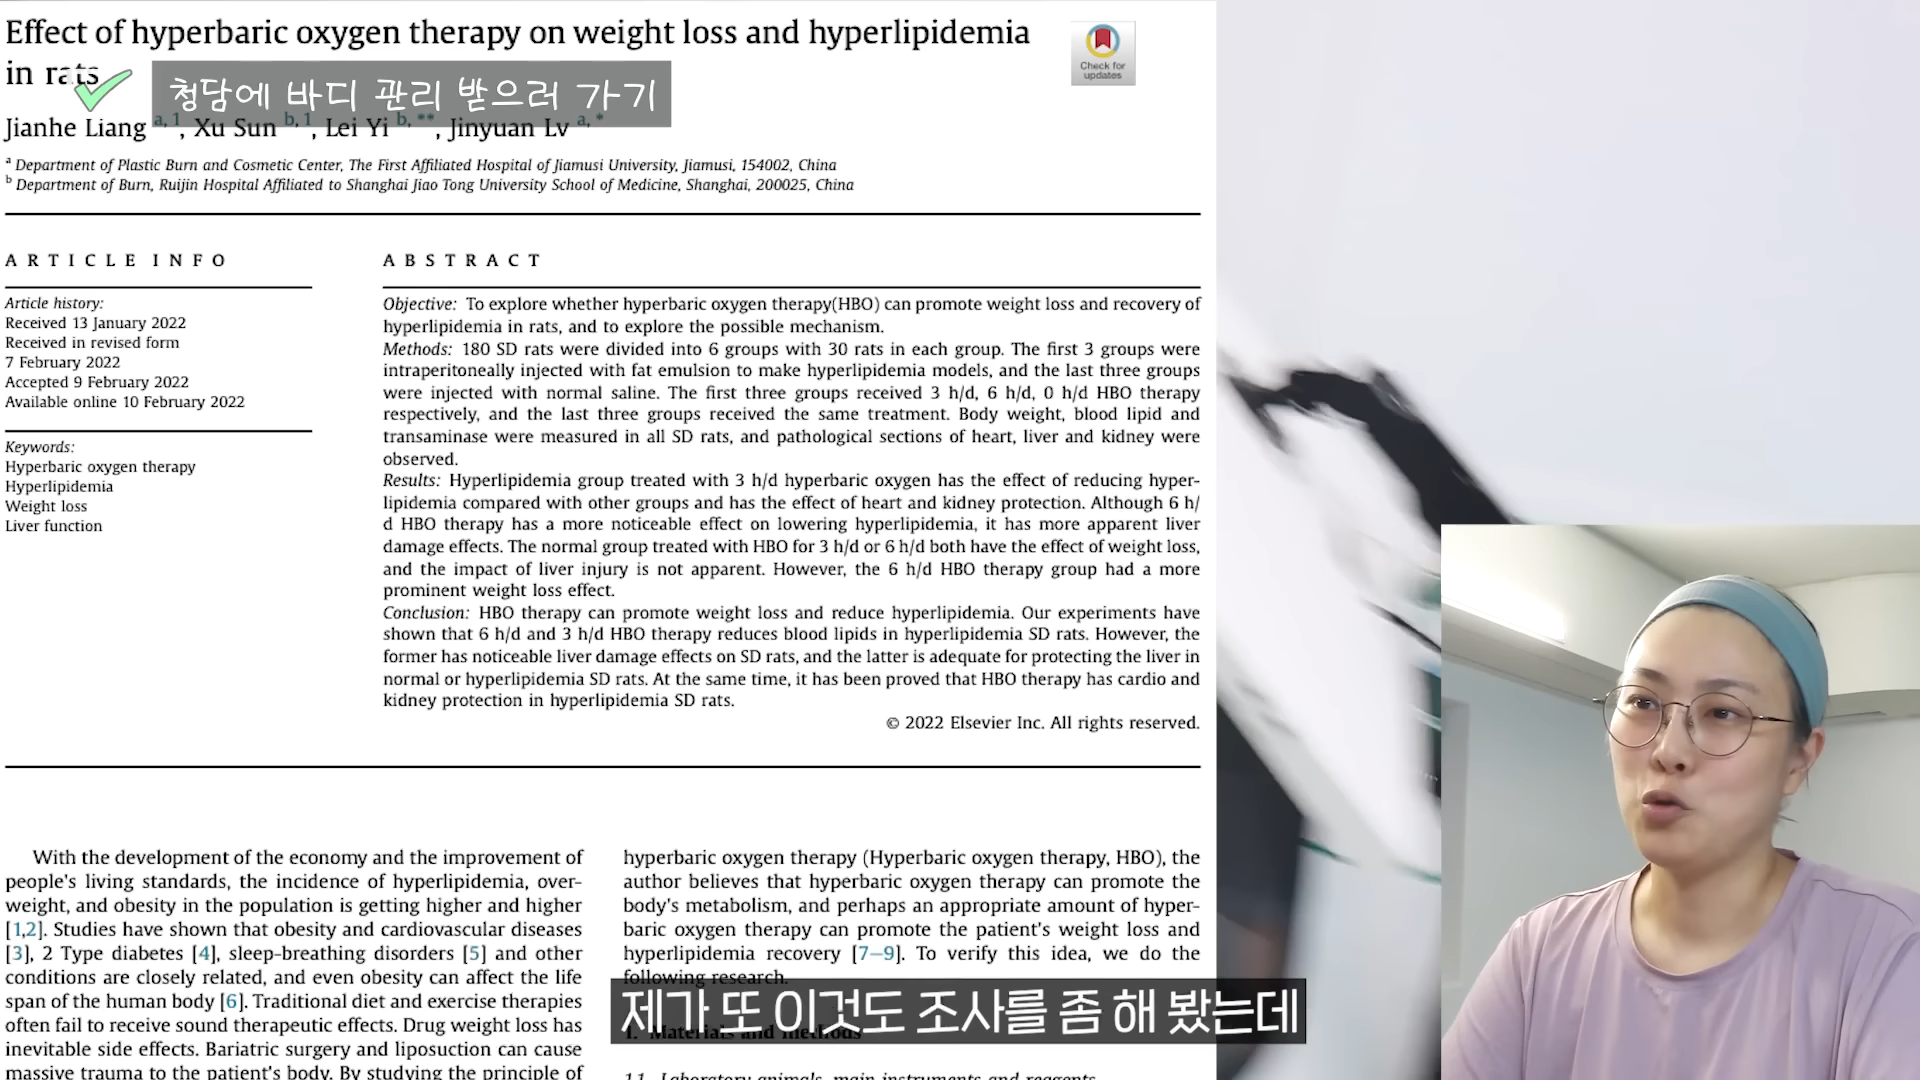 Effect of hyperbaric oxygen therapy on weight loss and hyperlipidemia
in rats
Check for
updates
청담에 바디 관리 받으러 가기
Jianhe Liang a, 1, Xu Sun b, 1, Lei Yi b, **, Jinyuan Lv a, *
a Department of Plastic Burn and Cosmetic Center, The First Affiliated Hospital of Jiamusi University, Jiamusi, 154002, China
b Department of Burn, Ruijin Hospital Affiliated to Shanghai Jiao Tong University School of Medicine, Shanghai, 200025, China
ARTICLE INFO
Article history:
Received 13 January 2022
Received in revised form
7 February 2022
Accepted 9 February 2022
Available online 10 February 2022
Keywords:
Hyperbaric oxygen therapy
Hyperlipidemia
Weight loss
Liver function
ABSTRACT
Objective: To explore whether hyperbaric oxygen therapy(HBO) can promote weight loss and recovery of
hyperlipidemia in rats, and to explore the possible mechanism.
Methods: 180 SD rats were divided into 6 groups with 30 rats in each group. The first 3 groups were
intraperitoneally injected with fat emulsion to make hyperlipidemia models, and the last three groups
were injected with normal saline. The first three groups received 3 h/d, 6 h/d, 0 h/d HBO therapy
respectively, and the last three groups received the same treatment. Body weight, blood lipid and
transaminase were measured in all SD rats, and pathological sections of heart, liver and kidney were
observed.
Results: Hyperlipidemia group treated with 3 h/d hyperbaric oxygen has the effect of reducing hyper-
lipidemia compared with other groups and has the effect of heart and kidney protection. Although 6 h/
d HBO therapy has a more noticeable effect on lowering hyperlipidemia, it has more apparent liver
damage effects. The normal group treated with HBO for 3 h/d or 6 h/d both have the effect of weight loss,
and the impact of liver injury is not apparent. However, the 6 h/d HBO therapy group had a more
prominent weight loss effect.
Conclusion: HBO therapy can promote weight loss and reduce hyperlipidemia. Our experiments have
shown that 6 h/d and 3 h/d HBO therapy reduces blood lipids in hyperlipidemia SD rats. However, the
former has noticeable liver damage effects on SD rats, and the latter is adequate for protecting the liver in
normal or hyperlipidemia SD rats. At the same time, it has been proved that HBO therapy has cardio and
kidney protection in hyperlipidemia SD rats.
© 2022 Elsevier Inc. All rights reserved.
With the development of the economy and the improvement of
people's living standards, the incidence of hyperlipidemia, over-
weight, and obesity in the population is getting higher and higher
[1,2]. Studies have shown that obesity and cardiovascular diseases
[3], 2 Type diabetes [4], sleep-breathing disorders [5] and other
conditions are closely related, and even obesity can affect the life
span of the human body [6]. Traditional diet and exercise therapies
often fail to receive sound therapeutic effects. Drug weight loss has
inevitable side effects. Bariatric surgery and liposuction can cause
massive trauma to the patient's body. By studying the principle of
hyperbaric oxygen therapy (Hyperbaric oxygen therapy, HBO), the
author believes that hyperbaric oxygen therapy can promote the
body's metabolism, and perhaps an appropriate amount of hyper-
baric oxygen therapy can promote the patient's weight loss and
hyperlipidemia recovery [7–9]. To verify this idea, we do the
following research.
1. Materials and methods
제가 또 이것도 조사를 좀 해 봤는데
1.1. Laboratory animals, main instruments and reagents